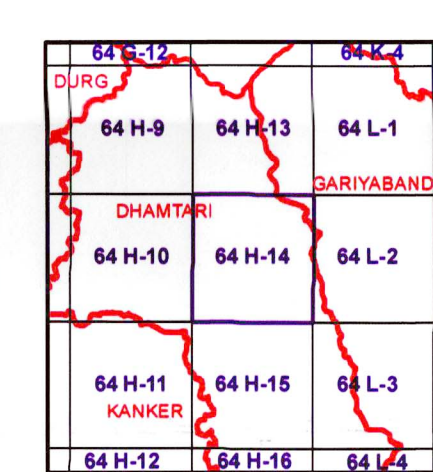 64 G-12 64 K-4
DURG
64 H-9 64 H-13 64 L-1
GARIYABAND
DHAMTARI
64 H-10 64 H-14 64 L-2
64 H-11 64 H-15 64 L-3
KANKER
64 H-12 64 H-16 64 L-4